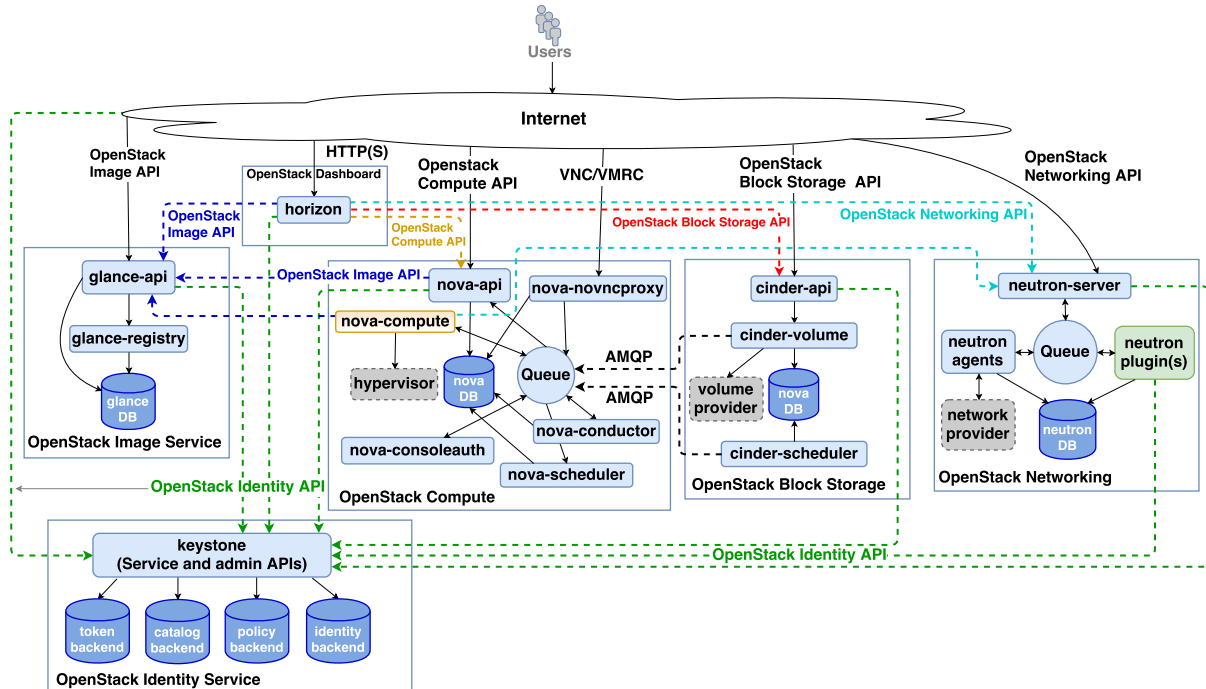 Users
Internet
OpenStack
Image API
HTTP(S)
OpenStack Dashboard
horizon
Openstack
Compute API
VNC/VMRC
OpenStack
Block Storage API
OpenStack
Networking API
OpenStack
Image API
OpenStack
Compute API
OpenStack Block Storage API
OpenStack Networking API
glance-api
glance-registry
glance
DB
OpenStack Image Service
OpenStack Image API
nova-api
nova-novncproxy
nova-compute
hypervisor
nova
DB
Queue
nova-conductor
nova-consoleauth
nova-scheduler
OpenStack Compute
AMQP
AMQP
cinder-api
cinder-volume
volume
provider
nova
DB
cinder-scheduler
OpenStack Block Storage
neutron-server
neutron
agents
Queue
neutron
plugin(s)
network
provider
neutron
DB
OpenStack Networking
OpenStack Identity API
OpenStack Identity API
keystone
(Service and admin APIs)
token
backend
catalog
backend
policy
backend
identity
backend
OpenStack Identity Service